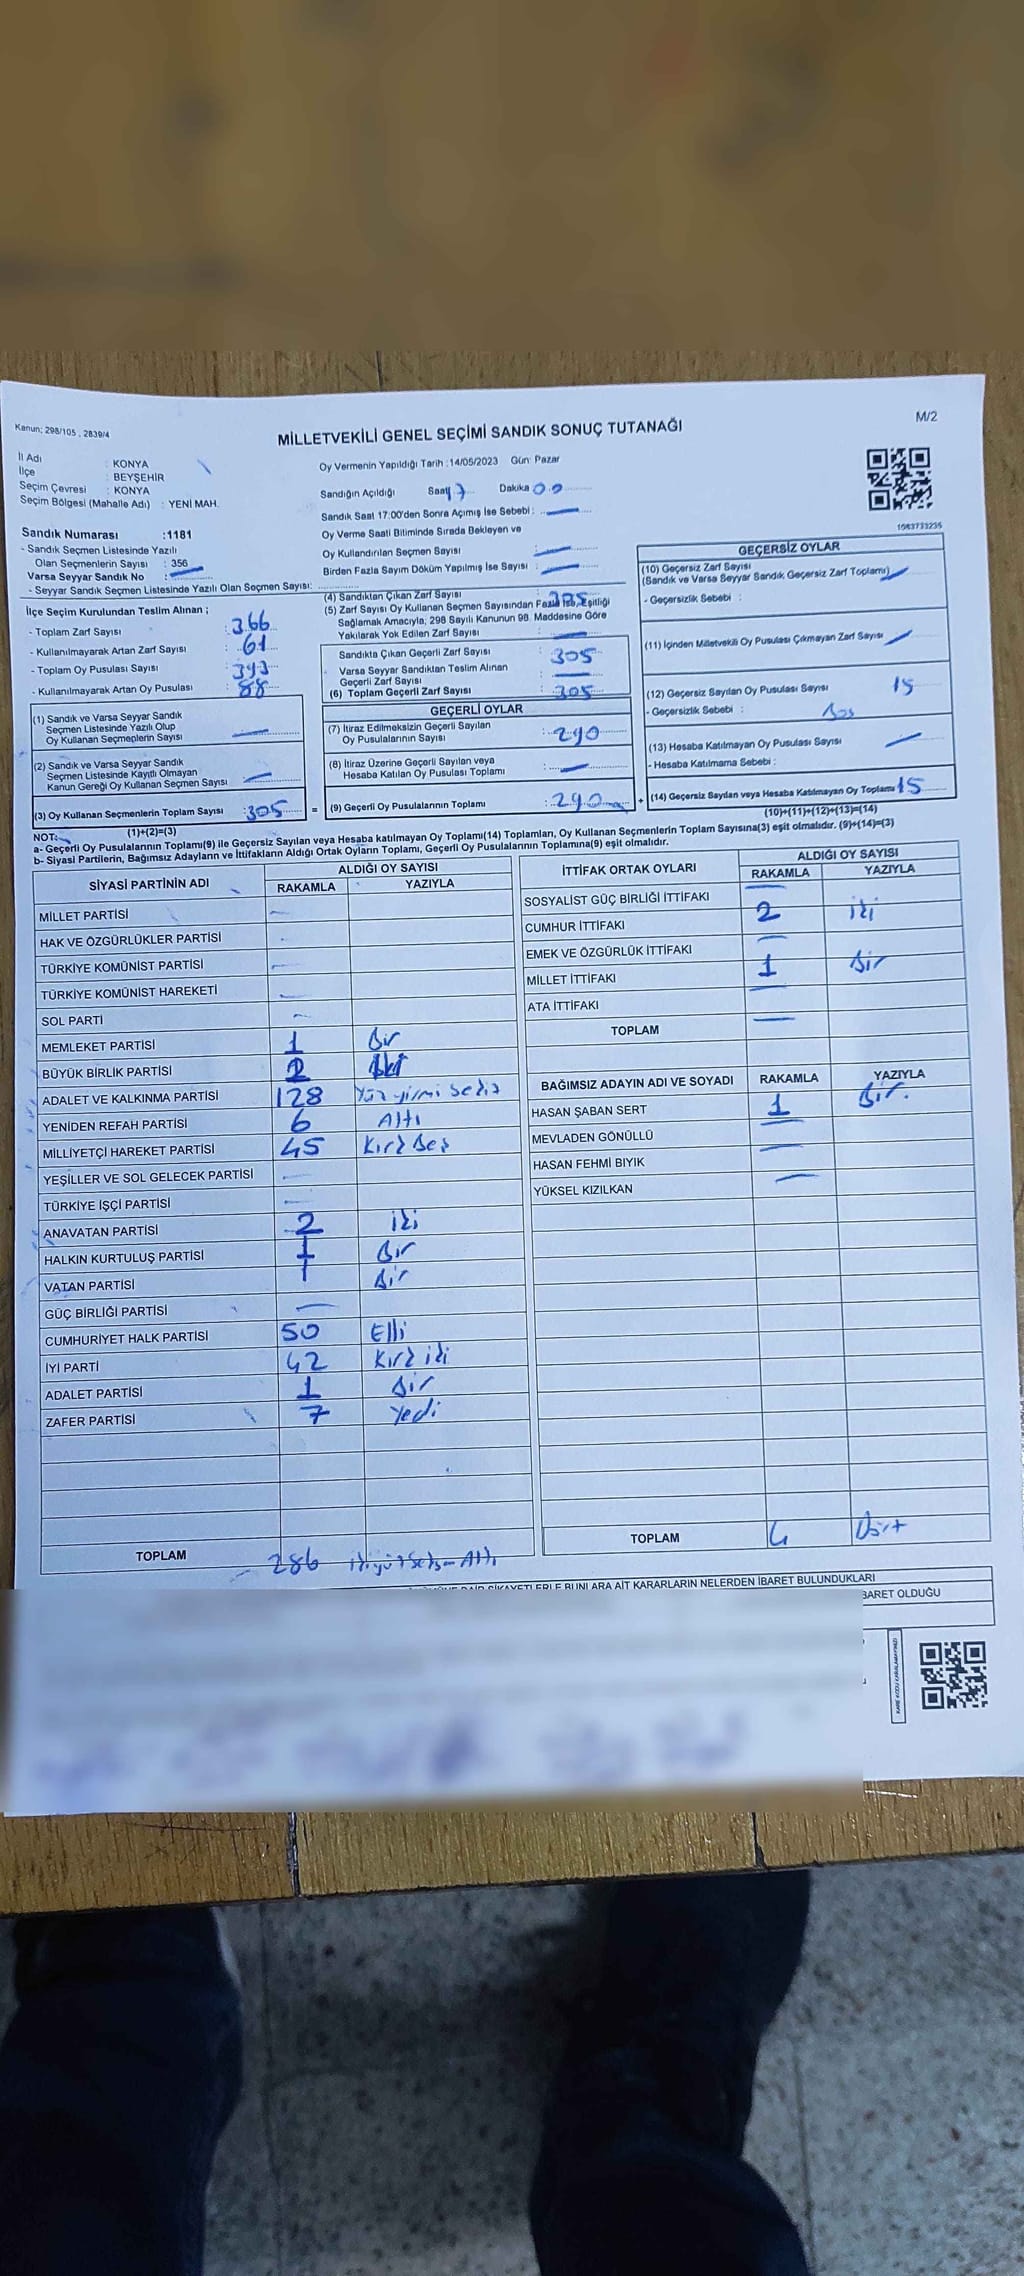 Kanun; 298/105 , 2839/4
M/2
MİLLETVEKİLİ GENEL SEÇİMİ SANDIK SONUÇ TUTANAĞI
İl Adı : KONYA
İlçe : BEYŞEHİR
Seçim Çevresi : KONYA
Seçim Bölgesi (Mahalle Adı) : YENİ MAH.
Oy Vermenin Yapıldığı Tarih :14/05/2023 Gün: Pazar
Sandığın Açıldığı Saat 17 Dakika 00
Sandık Saat 17:00'den Sonra Açımış İse Sebebi :
Oy Verme Saati Bitiminde Sırada Bekleyen ve
Oy Kullandırılan Seçmen Sayısı
Birden Fazla Sayım Döküm Yapılmış İse Sayısı :
1083733235
Sandık Numarası :1181
- Sandık Seçmen Listesinde Yazılı
Olan Seçmenlerin Sayısı : 356
Varsa Seyyar Sandık No :
- Seyyar Sandık Seçmen Listesinde Yazılı Olan Seçmen Sayısı:
İlçe Seçim Kurulundan Teslim Alınan ;
- Toplam Zarf Sayısı : 366
- Kullanılmayarak Artan Zarf Sayısı : 61
- Toplam Oy Pusulası Sayısı : 393
- Kullanılmayarak Artan Oy Pusulası : 88
(4) Sandıktan Çıkan Zarf Sayısı : 305
(5) Zarf Sayısı Oy Kullanan Seçmen Sayısından Fazla İse, Eşitliği
Sağlamak Amacıyla, 298 Sayılı Kanunun 98. Maddesine Göre
Yakılarak Yok Edilen Zarf Sayısı :
Sandıkta Çıkan Geçerli Zarf Sayısı : 305
Varsa Seyyar Sandıktan Teslim Alınan
Geçerli Zarf Sayısı :
(6) Toplam Geçerli Zarf Sayısı : 305
GEÇERSİZ OYLAR
(10) Geçersiz Zarf Sayısı
(Sandık ve Varsa Seyyar Sandık Geçersiz Zarf Toplamı)
- Geçersizlik Sebebi :
(11) İçinden Milletvekili Oy Pusulası Çıkmayan Zarf Sayısı
(12) Geçersiz Sayılan Oy Pusulası Sayısı 15
- Geçersizlik Sebebi : Boş
(13) Hesaba Katılmayan Oy Pusulası Sayısı
- Hesaba Katılmama Sebebi :
(14) Geçersiz Sayılan veya Hesaba Katılmayan Oy Toplamı 15
(10)+(11)+(12)+(13)=(14)
(1) Sandık ve Varsa Seyyar Sandık
Seçmen Listesinde Yazılı Olup
Oy Kullanan Seçmenlerin Sayısı
(2) Sandık ve Varsa Seyyar Sandık
Seçmen Listesinde Kayıtlı Olmayan
Kanun Gereği Oy Kullanan Seçmen Sayısı
(3) Oy Kullanan Seçmenlerin Toplam Sayısı : 305 =
(1)+(2)=(3)
GEÇERLİ OYLAR
(7) İtiraz Edilmeksizin Geçerli Sayılan
Oy Pusulalarının Sayısı : 290
(8) İtiraz Üzerine Geçerli Sayılan veya
Hesaba Katılan Oy Pusulası Toplamı :
(9) Geçerli Oy Pusulalarının Toplamı : 290 +
NOT:
a- Geçerli Oy Pusulalarının Toplamı(9) ile Geçersiz Sayılan veya Hesaba katılmayan Oy Toplamı(14) Toplamları, Oy Kullanan Seçmenlerin Toplam Sayısına(3) eşit olmalıdır. (9)+(14)=(3)
b- Siyasi Partilerin, Bağımsız Adayların ve İttifakların Aldığı Ortak Oyların Toplamı, Geçerli Oy Pusulalarının Toplamına(9) eşit olmalıdır.
SİYASİ PARTİNİN ADI ALDIĞI OY SAYISI
RAKAMLA YAZIYLA
MİLLET PARTİSİ
HAK VE ÖZGÜRLÜKLER PARTİSİ
TÜRKİYE KOMÜNİST PARTİSİ
TÜRKİYE KOMÜNİST HAREKETİ
SOL PARTİ
MEMLEKET PARTİSİ 1 Bir
BÜYÜK BİRLİK PARTİSİ 2 İki
ADALET VE KALKINMA PARTİSİ 128 Yüz yirmi sekiz
YENİDEN REFAH PARTİSİ 6 Altı
MİLLİYETÇİ HAREKET PARTİSİ 45 Kırk Beş
YEŞİLLER VE SOL GELECEK PARTİSİ
TÜRKİYE İŞÇİ PARTİSİ
ANAVATAN PARTİSİ 2 iki
HALKIN KURTULUŞ PARTİSİ 1 Bir
VATAN PARTİSİ 1 Bir
GÜÇ BİRLİĞİ PARTİSİ
CUMHURİYET HALK PARTİSİ 50 Elli
İYİ PARTİ 42 Kırk iki
ADALET PARTİSİ 1 Bir
ZAFER PARTİSİ 7 Yedi
TOPLAM 286 İkiyüz Seksen Altı
İTTİFAK ORTAK OYLARI ALDIĞI OY SAYISI
RAKAMLA YAZIYLA
SOSYALİST GÜÇ BİRLİĞİ İTTİFAKI
CUMHUR İTTİFAKI 2 iki
EMEK VE ÖZGÜRLÜK İTTİFAKI
MİLLET İTTİFAKI 1 Bir
ATA İTTİFAKI
TOPLAM
BAĞIMSIZ ADAYIN ADI VE SOYADI RAKAMLA YAZIYLA
HASAN ŞABAN SERT 1 Bir.
MEVLADEN GÖNÜLLÜ
HASAN FEHMİ BIYIK
YÜKSEL KIZILKAN
TOPLAM 4 Dört
ŞİKAYETLERLE BUNLARA AİT KARARLARIN NELERDEN İBARET BULUNDUKLARI
BARET OLDUĞU